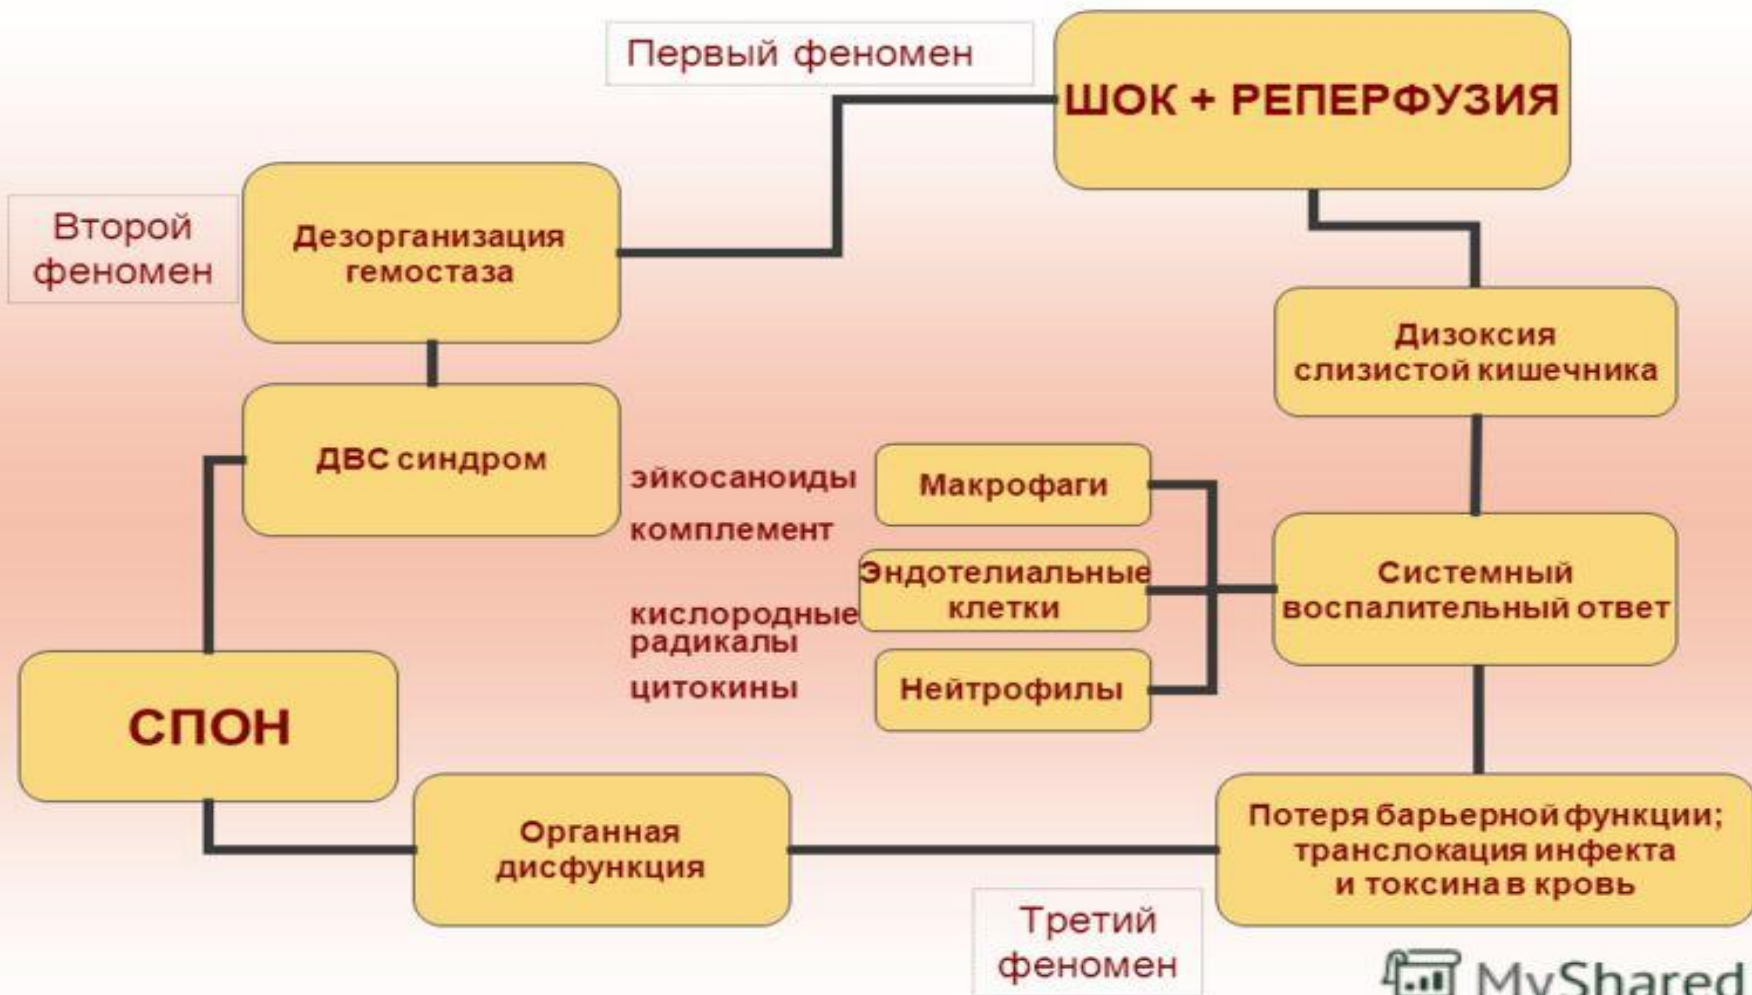 Первый феномен
ШОК + РЕПЕРФУЗИЯ
Второй
феномен
Дезорганизация
гемостаза
Дизоксия
слизистой кишечника
ДВС синдром
эйкосаноиды
комплемент
кислородные
радикалы
цитокины
Макрофаги
Эндотелиальные
клетки
Нейтрофилы
Системный
воспалительный ответ
СПОН
Органная
дисфункция
Потеря барьерной функции;
транслокация инфекта
и токсина в кровь
Третий
феномен
MyShared